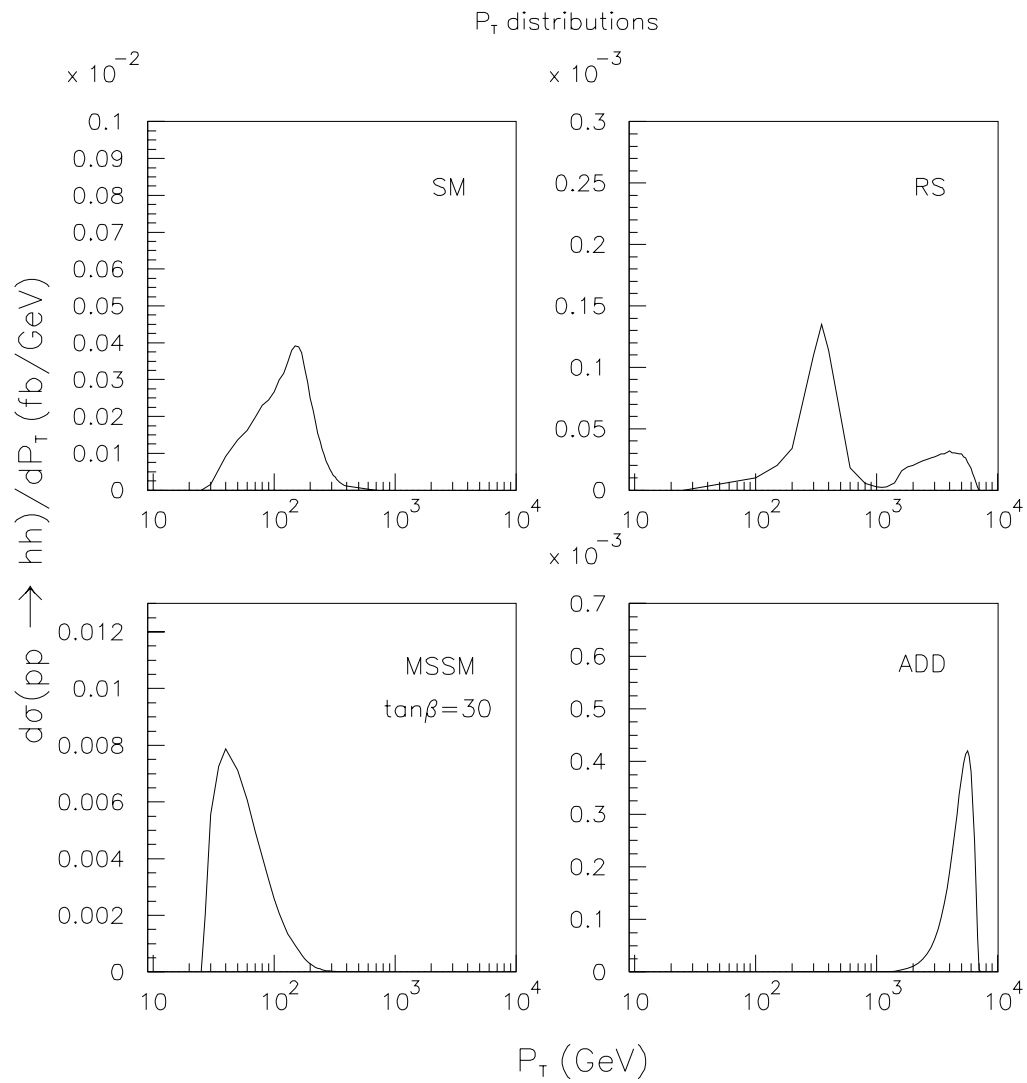 P_T distributions
x 10^-2
0.1
0.09
0.08
0.07
0.06
0.05
0.04
0.03
0.02
0.01
0
SM
10 10^2 10^3 10^4
x 10^-3
0.3
0.25
0.2
0.15
0.1
0.05
0
RS
10 10^2 10^3 10^4
dσ(pp → hh)/dP_T (fb/GeV)
0.012
0.01
0.008
0.006
0.004
0.002
0
MSSM
tanβ=30
10 10^2 10^3 10^4
x 10^-3
0.7
0.6
0.5
0.4
0.3
0.2
0.1
0
ADD
10 10^2 10^3 10^4
P_T (GeV)